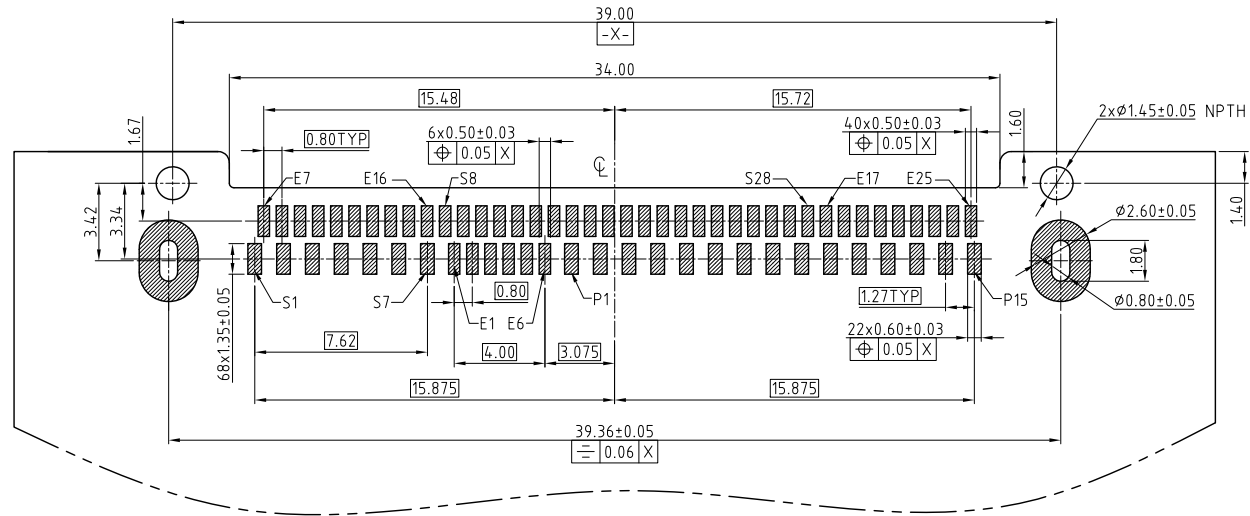 39.00
-X-
34.00
15.48
15.72
1.67
0.80TYP
6x0.50±0.03
⌖ 0.05 X
℄
40x0.50±0.03
⌖ 0.05 X
1.60
2xø1.45±0.05 NPTH
E7
E16
S8
S28
E17
E25
3.42
3.34
1.40
ø2.60±0.05
1.80
S1
S7
0.80
P1
1.27TYP
P15
ø0.80±0.05
E1
E6
68x1.35±0.05
7.62
4.00
3.075
22x0.60±0.03
⌖ 0.05 X
15.875
15.875
39.36±0.05
⌯ 0.06 X